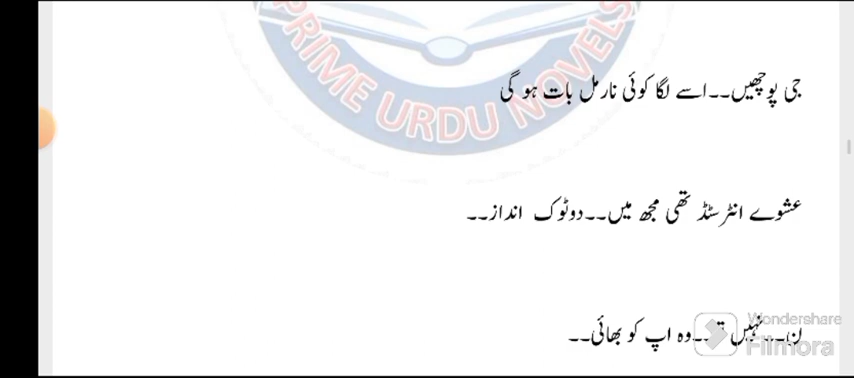 PRIME URDU NOVELS
جی پوچھیں۔۔اسے لگا کوئی نارمل بات ہو گی
عشوے انٹرسٹڈ تھی مجھ میں۔۔دوٹوک انداز۔۔
ن۔۔نہیں ۔۔وہ اپ کو بھائی۔۔
Wondershare
Filmora